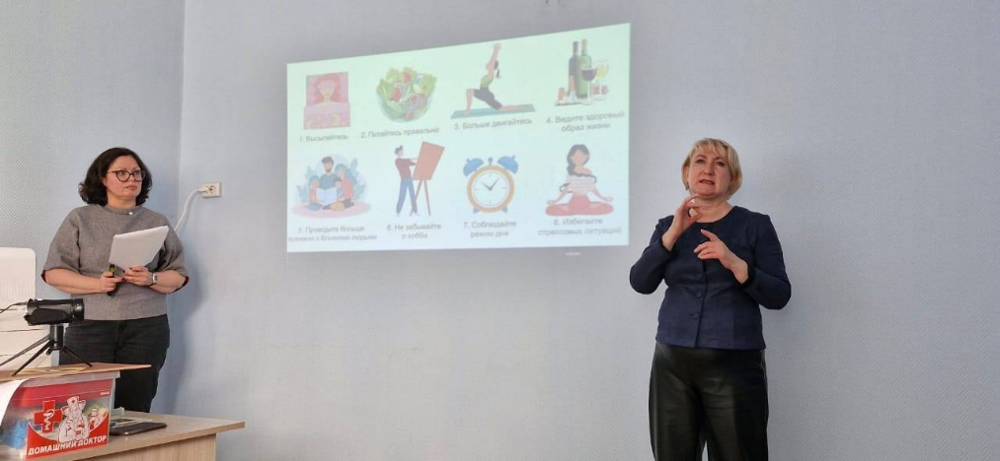 1. Высыпайтесь
2. Питайтесь правильно
3. Больше двигайтесь
4. Ведите здоровый
образ жизни
5. Проводите больше
времени с близкими людьми
6. Не забывайте
о хобби
7. Соблюдайте
режим дня
8. Избегайте
стрессовых ситуаций
ДОМАШНИЙ ДОКТОР